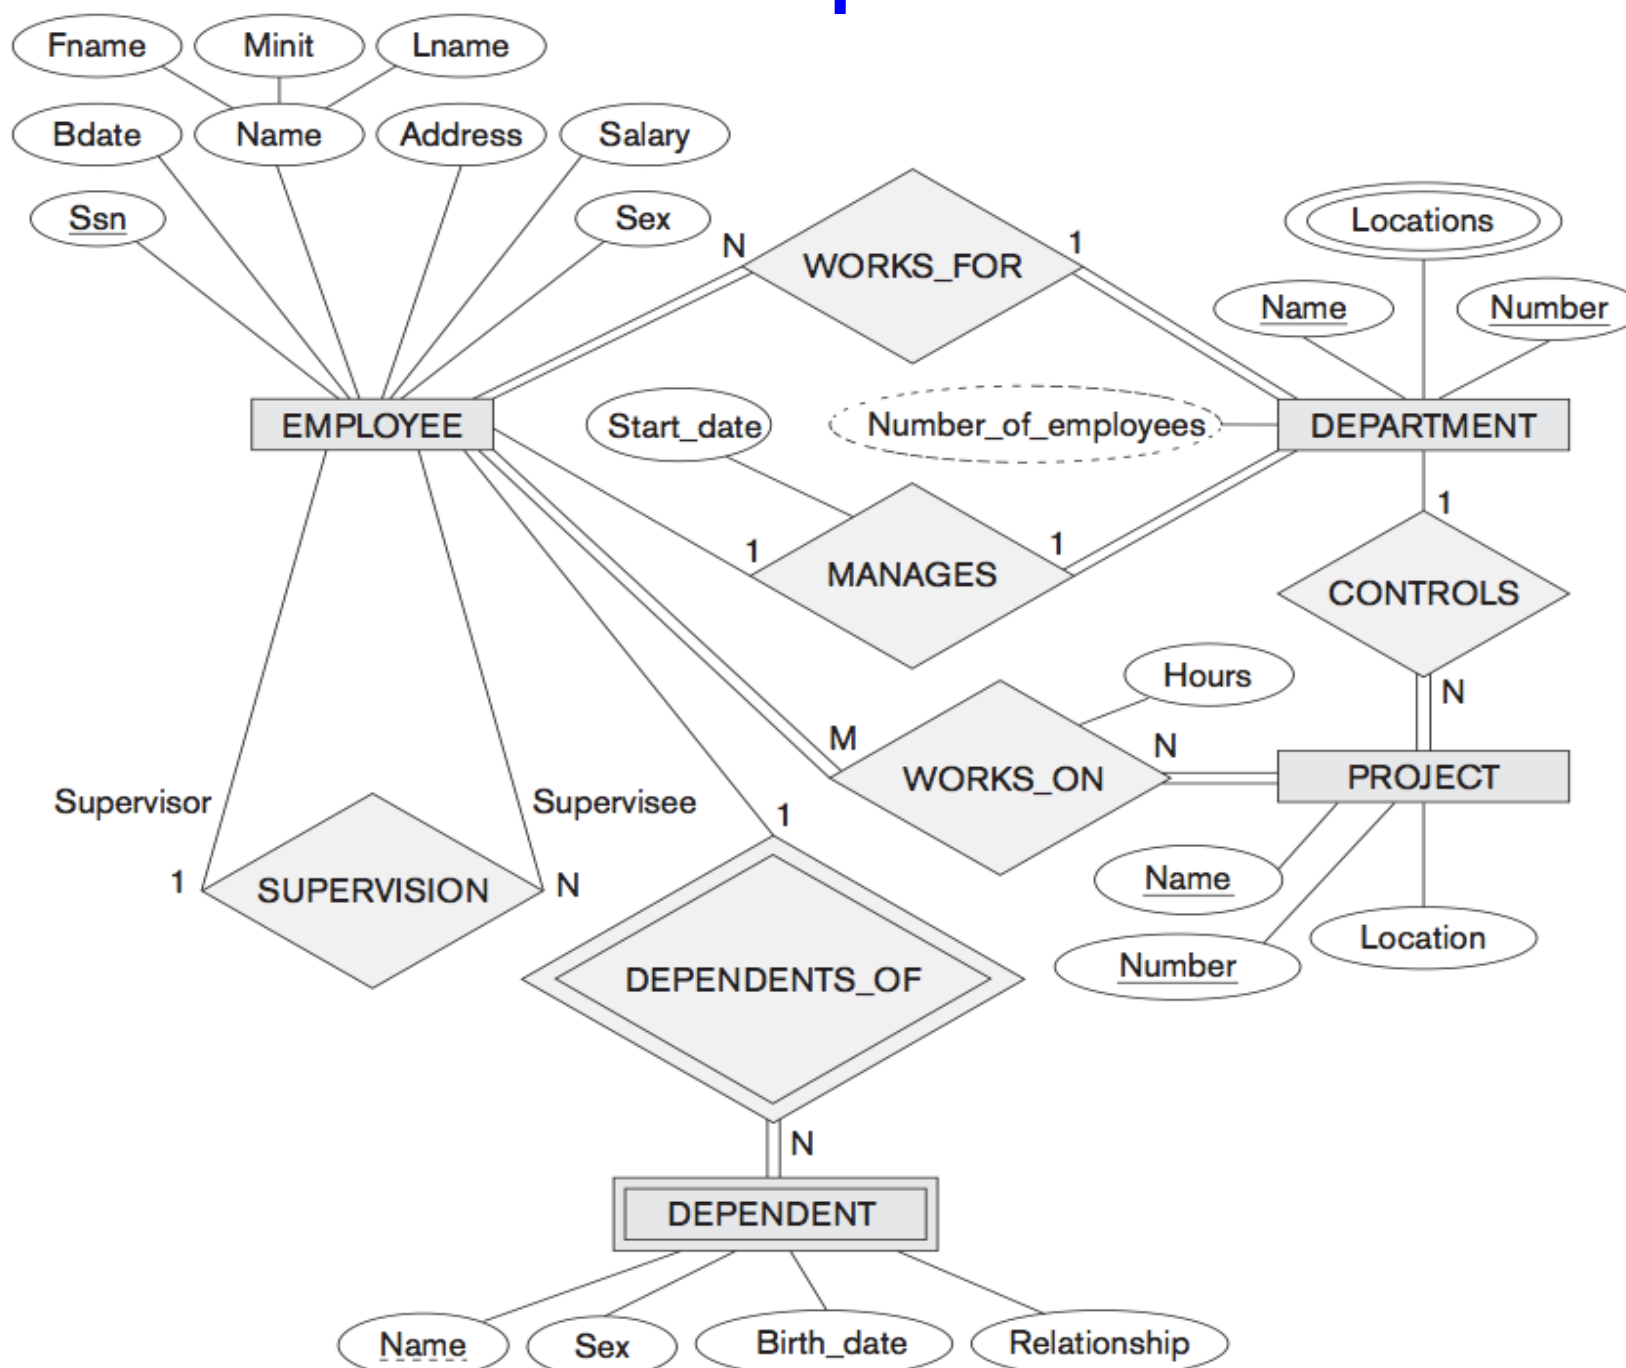 Fname
Minit
Lname
Bdate
Name
Address
Salary
Ssn
Sex
N
WORKS_FOR
1
Locations
Name
Number
EMPLOYEE
Start_date
Number_of_employees
DEPARTMENT
1
MANAGES
1
1
CONTROLS
N
Hours
M
WORKS_ON
N
PROJECT
Supervisor
Supervisee
1
SUPERVISION
N
1
Name
Number
Location
DEPENDENTS_OF
N
DEPENDENT
Name
Sex
Birth_date
Relationship